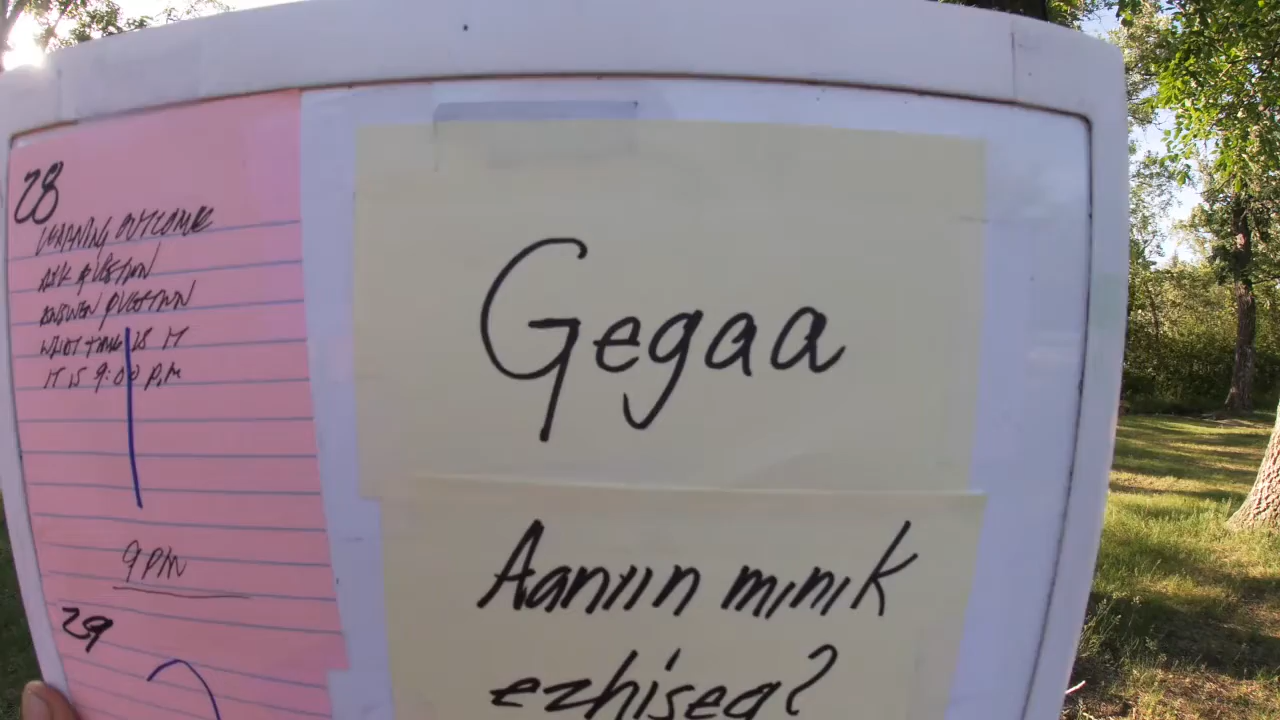 28
LEARNING OUTCOME
ASK QUESTION
ANSWER QUESTION
WHAT TIME IS IT
IT IS 9:00 P.M
9PM
29
Gegaa
Aaniin minik
ezhiseg?